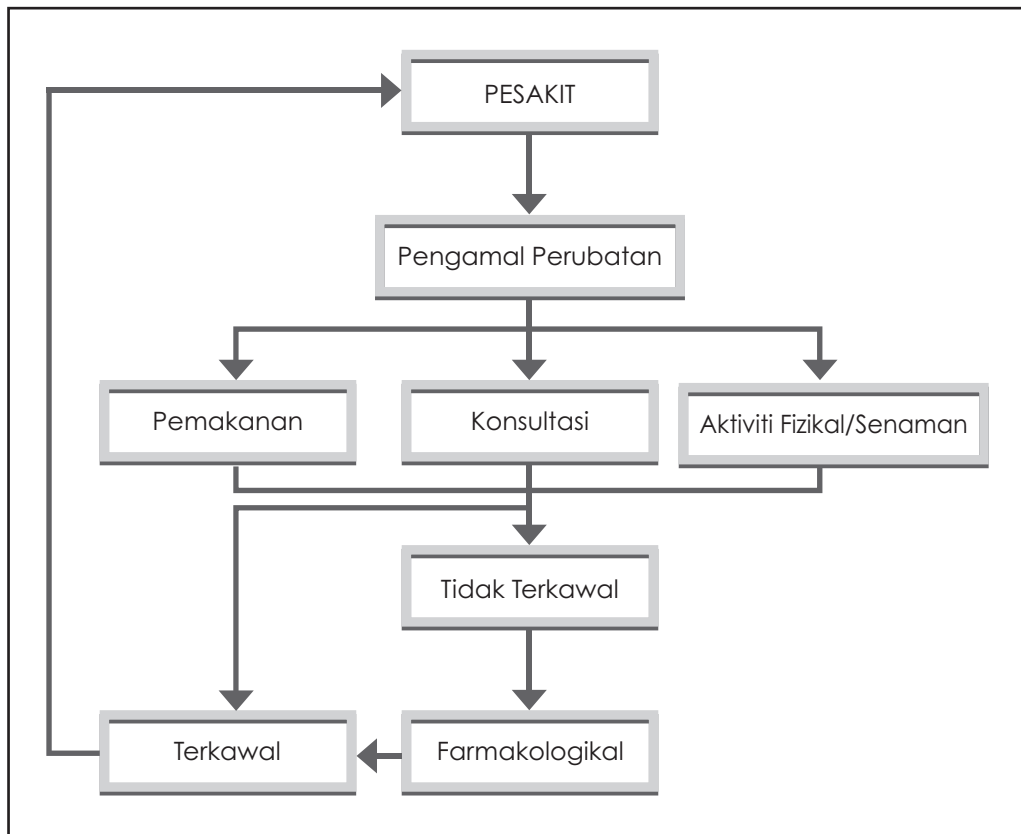 PESAKIT
Pengamal Perubatan
Pemakanan
Konsultasi
Aktiviti Fizikal/Senaman
Tidak Terkawal
Terkawal
Farmakologikal